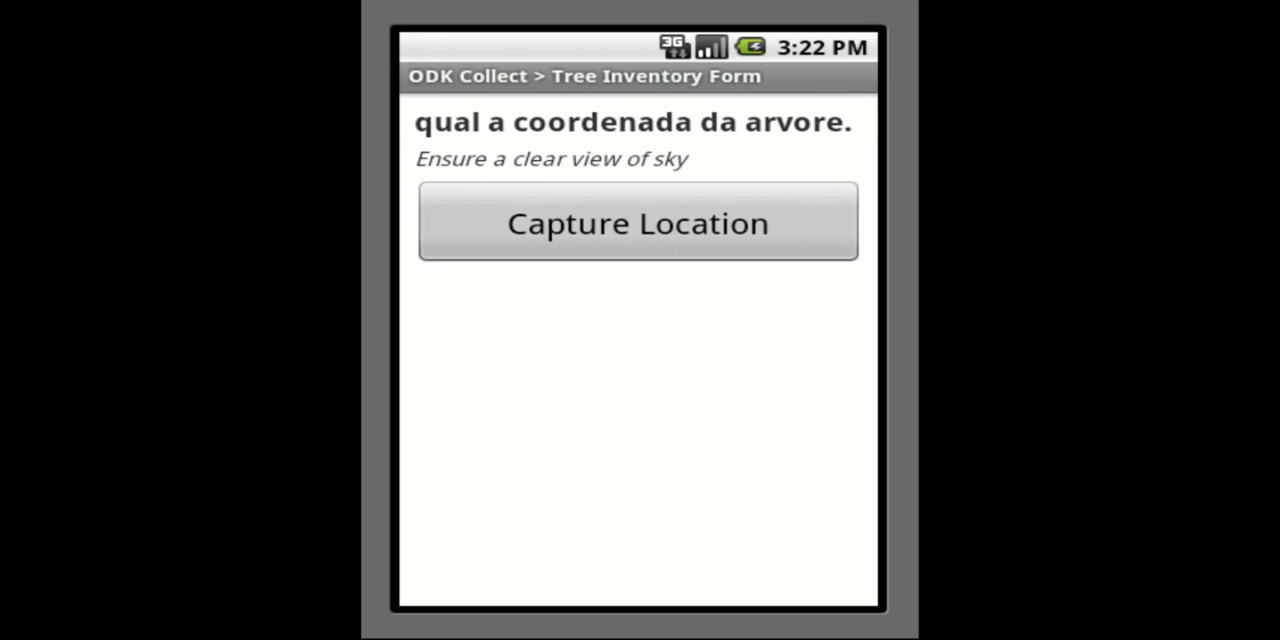 3G 3:22 PM
ODK Collect > Tree Inventory Form
qual a coordenada da arvore.
Ensure a clear view of sky
Capture Location